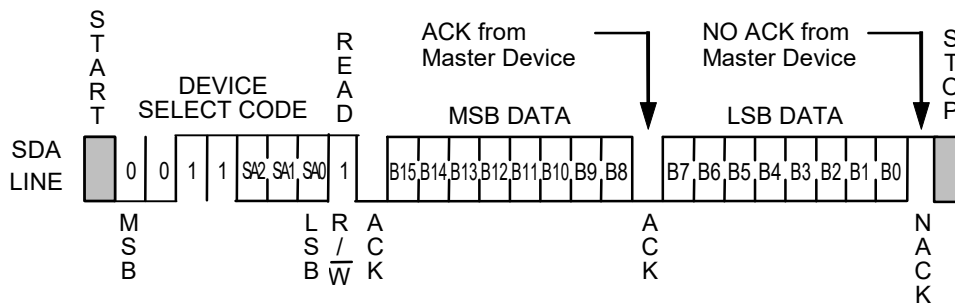 START
DEVICE
SELECT CODE
READ
ACK from
Master Device
NO ACK from
Master Device
STOP
MSB DATA
LSB DATA
SDA
LINE
0 0 1 1 SA2 SA1 SA0 1 B15 B14 B13 B12 B11 B10 B9 B8 B7 B6 B5 B4 B3 B2 B1 B0
MSB
LSB
R/W
ACK
ACK
NACK